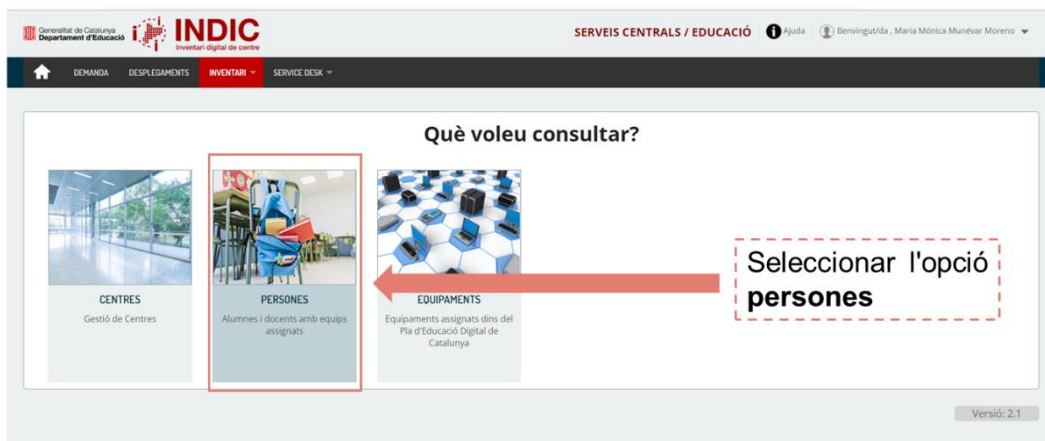 Generalitat de Catalunya
Departament d'Educació
INDIC
Inventari digital de centre
SERVEIS CENTRALS / EDUCACIÓ
Ajuda
Benvingut/da , Maria Mónica Munévar Moreno
DEMANDA
DESPLEGAMENTS
INVENTARI
SERVICE DESK
Què voleu consultar?
CENTRES
Gestió de Centres
PERSONES
Alumnes i docents amb equips
assignats
EQUIPAMENTS
Equipaments assignats dins del
Pla d'Educació Digital de
Catalunya
Seleccionar l'opció
persones
Versió: 2.1